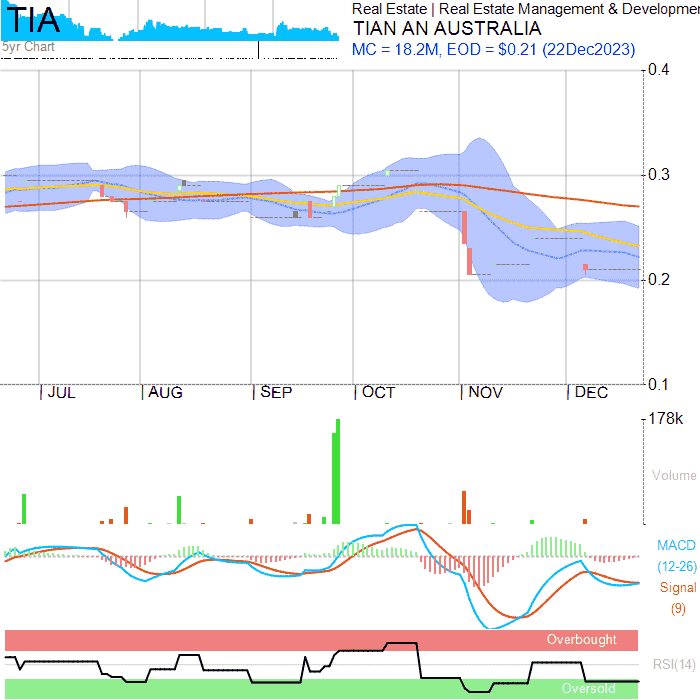 TIA
Real Estate | Real Estate Management & Developmen
TIAN AN AUSTRALIA
5yr Chart
MC = 18.2M, EOD = $0.21 (22Dec2023)
0.4
0.3
0.2
0.1
JUL
AUG
SEP
OCT
NOV
DEC
178k
Volume
MACD
(12-26)
Signal
(9)
Overbought
RSI(14)
Oversold